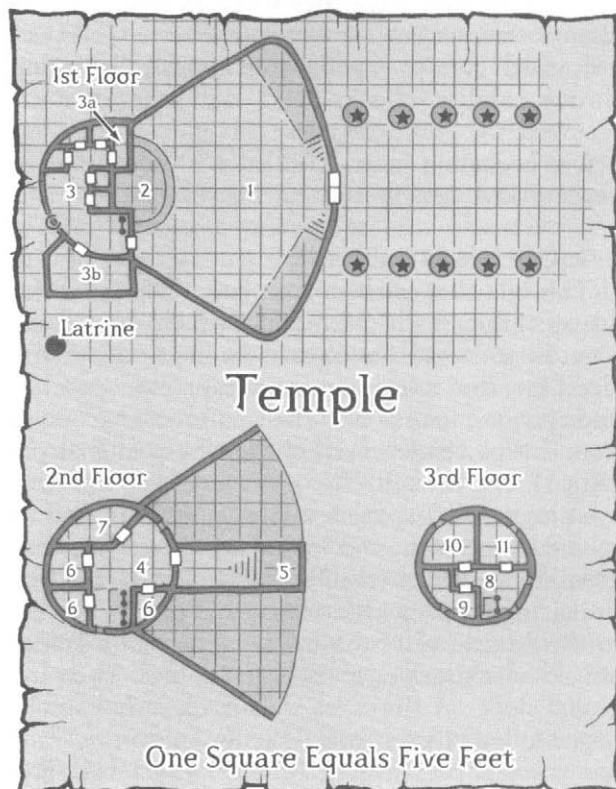 1st Floor
3a
3
2
1
3b
Latrine
Temple
2nd Floor
3rd Floor
7
6
4
5
6
6
10
11
8
9
One Square Equals Five Feet